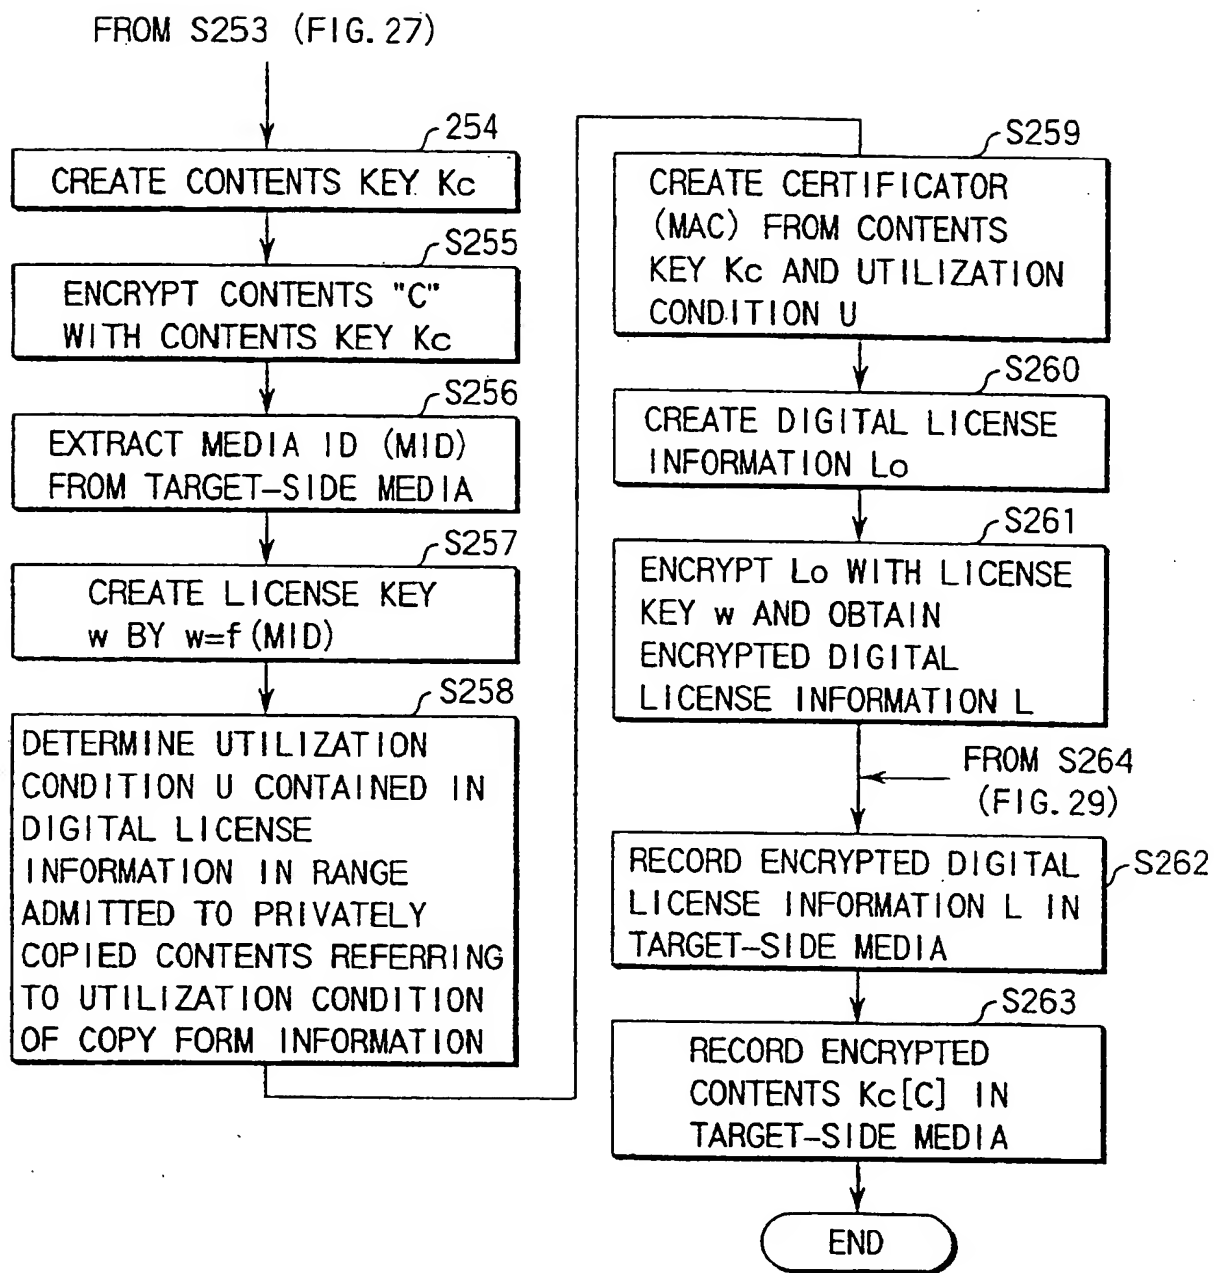 FROM S253 (FIG. 27)
254
CREATE CONTENTS KEY Kc
S255
ENCRYPT CONTENTS "C"
WITH CONTENTS KEY Kc
S256
EXTRACT MEDIA ID (MID)
FROM TARGET-SIDE MEDIA
S257
CREATE LICENSE KEY
w BY w=f(MID)
S258
DETERMINE UTILIZATION
CONDITION U CONTAINED IN
DIGITAL LICENSE
INFORMATION IN RANGE
ADMITTED TO PRIVATELY
COPIED CONTENTS REFERRING
TO UTILIZATION CONDITION
OF COPY FORM INFORMATION
S259
CREATE CERTIFICATOR
(MAC) FROM CONTENTS
KEY Kc AND UTILIZATION
CONDITION U
S260
CREATE DIGITAL LICENSE
INFORMATION Lo
S261
ENCRYPT Lo WITH LICENSE
KEY w AND OBTAIN
ENCRYPTED DIGITAL
LICENSE INFORMATION L
FROM S264
(FIG. 29)
RECORD ENCRYPTED DIGITAL
LICENSE INFORMATION L IN
TARGET-SIDE MEDIA
S262
S263
RECORD ENCRYPTED
CONTENTS Kc[C] IN
TARGET-SIDE MEDIA
END